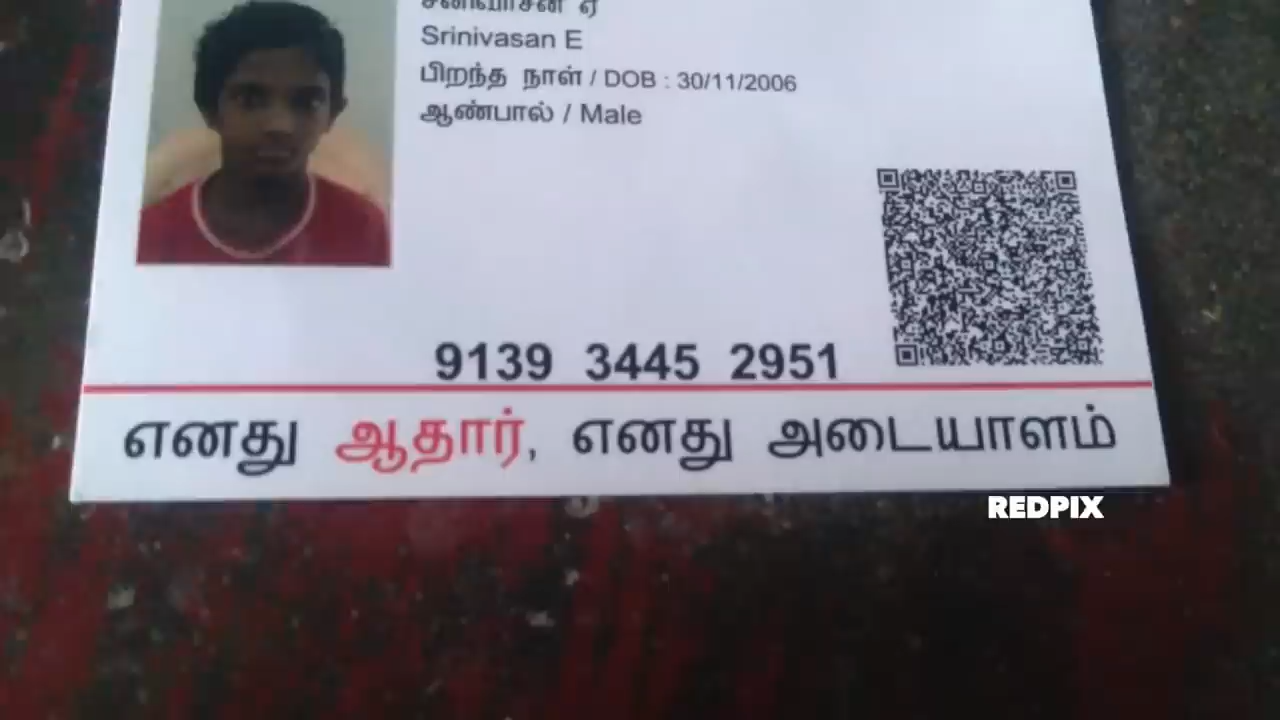 Srinivasan E
பிறந்த நாள் / DOB : 30/11/2006
ஆண்பால் / Male
9139 3445 2951
எனது ஆதார், எனது அடையாளம்
REDPIX